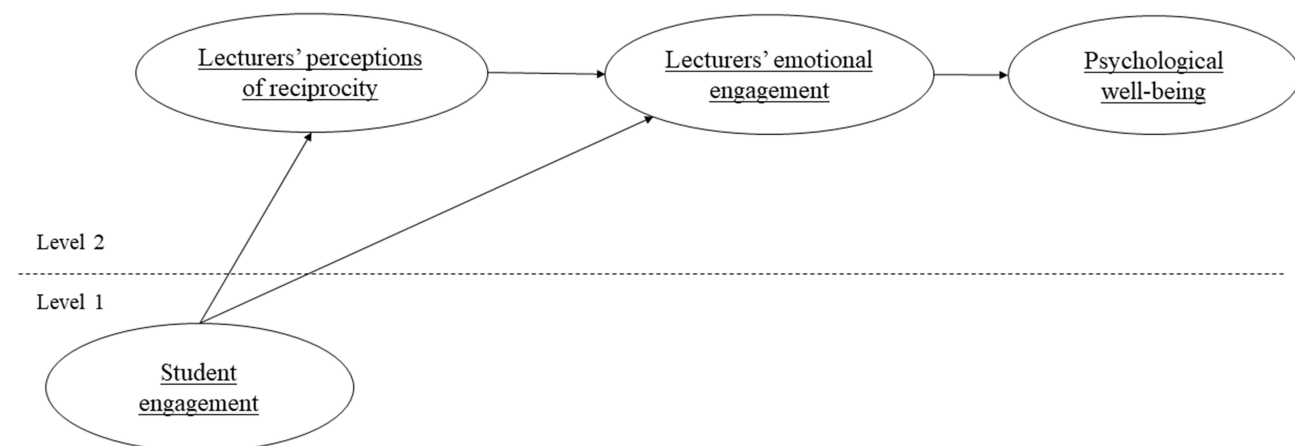 Lecturers’ perceptions
of reciprocity
Lecturers’ emotional
engagement
Psychological
well-being
Level 2
Level 1
Student
engagement